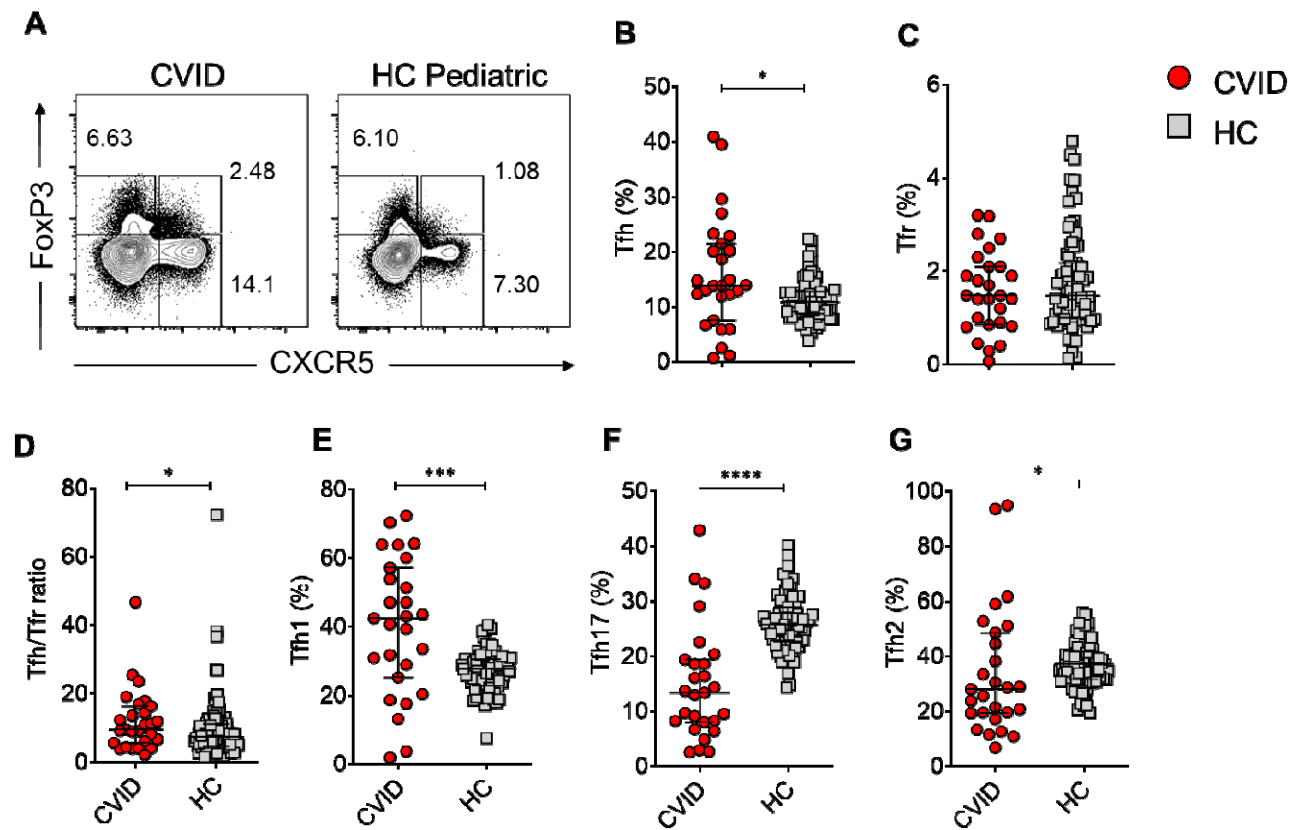 A
CVID
HC Pediatric
6.63
2.48
14.1
6.10
1.08
7.30
FoxP3
CXCR5
B
*
Tfh (%)
50
40
30
20
10
0
C
Tfr (%)
6
4
2
0
CVID
HC
D
*
Tfh/Tfr ratio
80
60
40
20
0
CVID
HC
E
***
Tfh1 (%)
80
60
40
20
0
CVID
HC
F
****
Tfh17 (%)
50
40
30
20
10
0
CVID
HC
G
*
Tfh2 (%)
100
80
60
40
20
0
CVID
HC